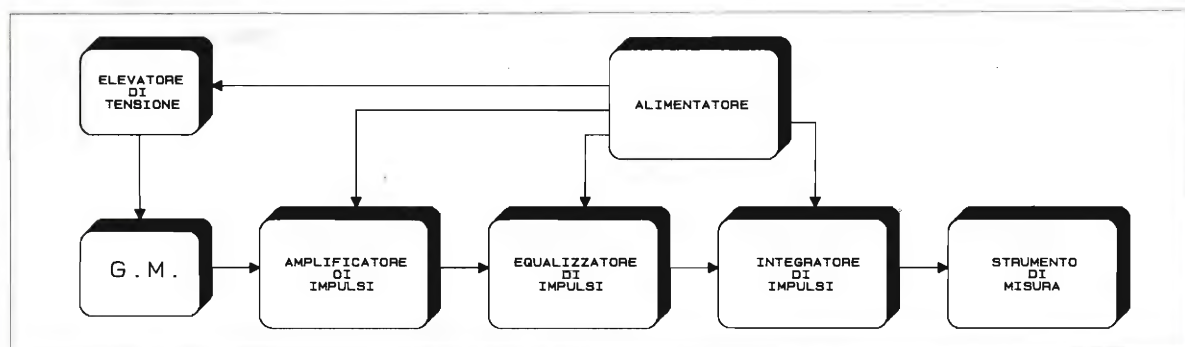 ELEVATORE
DI
TENSIONE
ALIMENTATORE
G.M.
AMPLIFICATORE
OI
IMPULSI
EQUALIZZATORE
DI
IMPULSI
INTEGRATORE
DI
IMPULSI
STRUMENTO
DI
MISURA